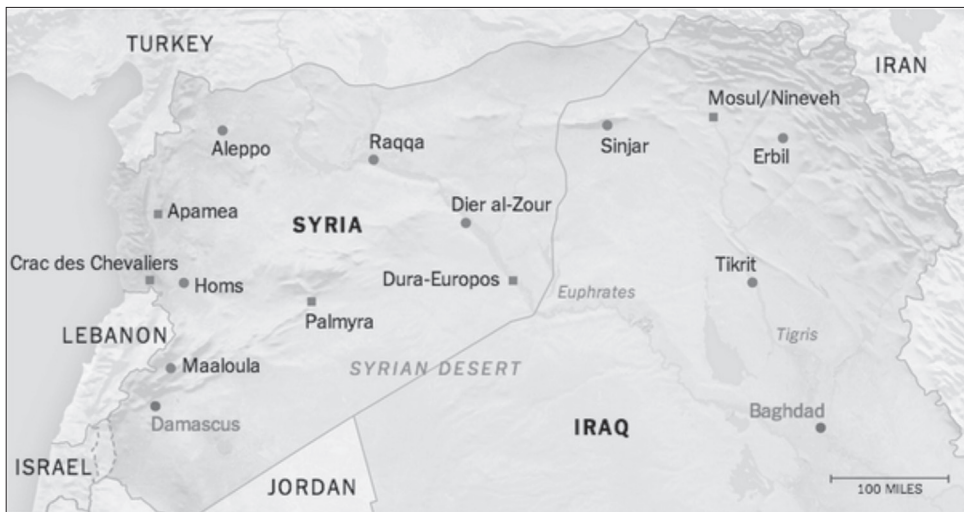 TURKEY
IRAN
Mosul/Nineveh
Aleppo
Raqqa
Sinjar
Erbil
Apamea
SYRIA
Dier al-Zour
Crac des Chevaliers
Homs
Dura-Europos
Euphrates
Tikrit
Palmyra
LEBANON
Tigris
Maaloula
SYRIAN DESERT
Damascus
IRAQ
Baghdad
ISRAEL
JORDAN
100 MILES